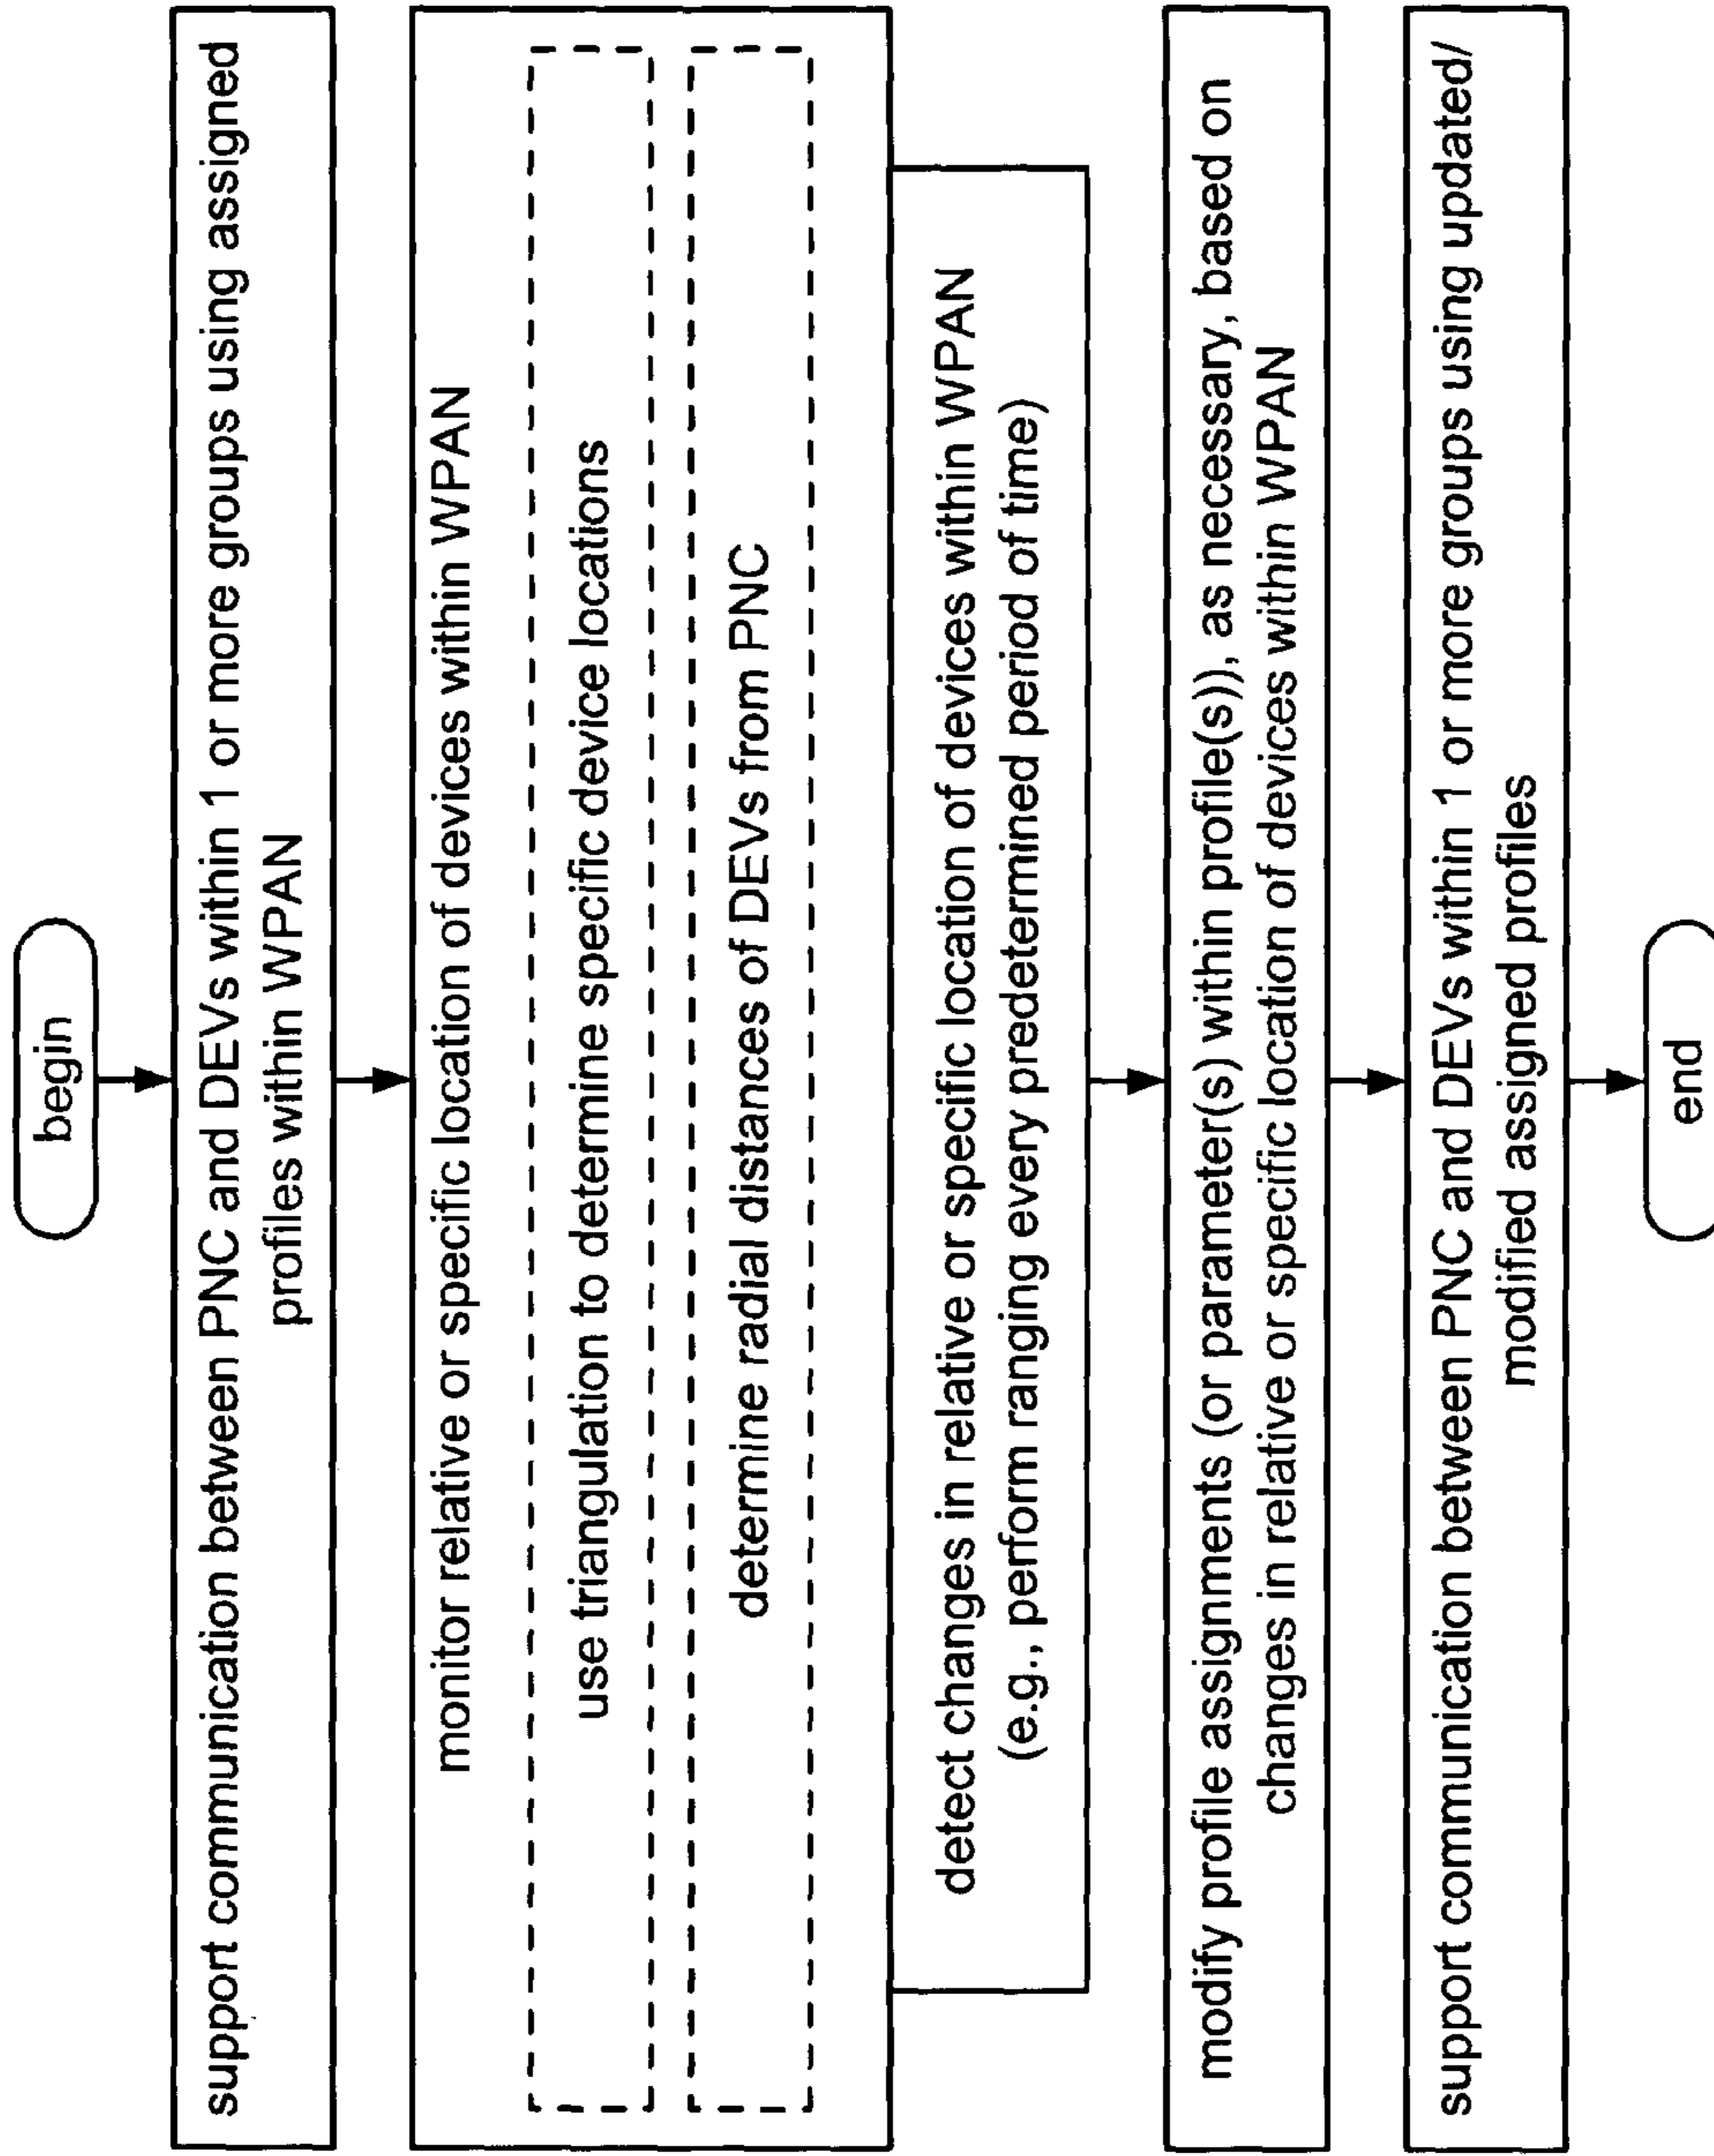 begin
support communication between PNC and DEVs within 1 or more groups using assigned
profiles within WPAN
monitor relative or specific location of devices within WPAN
use triangulation to determine specific device locations
determine radial distances of DEVs from PNC
detect changes in relative or specific location of devices within WPAN
(e.g., perform ranging every predetermined period of time)
modify profile assignments (or parameter(s) within profile(s)), as necessary, based on
changes in relative or specific location of devices within WPAN
support communication between PNC and DEVs within 1 or more groups using updated/
modified assigned profiles
end